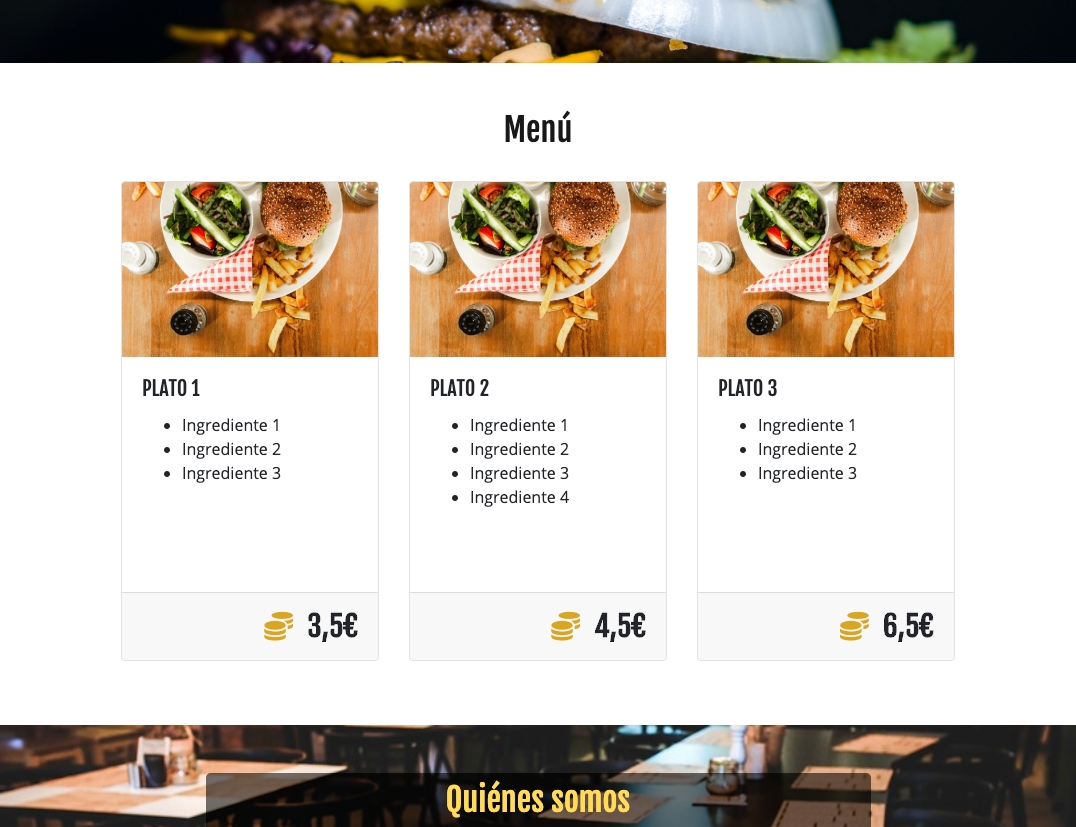 Menú
PLATO 1
Ingrediente 1
Ingrediente 2
Ingrediente 3
3,5€
PLATO 2
Ingrediente 1
Ingrediente 2
Ingrediente 3
Ingrediente 4
4,5€
PLATO 3
Ingrediente 1
Ingrediente 2
Ingrediente 3
6,5€
Quiénes somos